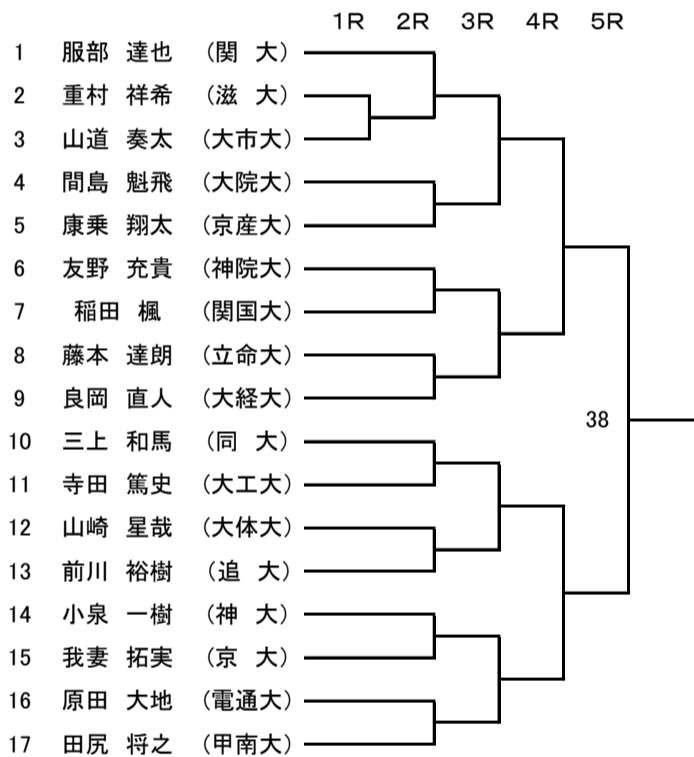 1R 2R 3R 4R 5R
1 服部 達也 (関 大)
2 重村 祥希 (滋 大)
3 山道 奏太 (大市大)
4 間島 魁飛 (大院大)
5 康乗 翔太 (京産大)
6 友野 充貴 (神院大)
7 稲田 楓 (関国大)
8 藤本 達朗 (立命大)
9 良岡 直人 (大経大)
38
10 三上 和馬 (同 大)
11 寺田 篤史 (大工大)
12 山崎 星哉 (大体大)
13 前川 裕樹 (追 大)
14 小泉 一樹 (神 大)
15 我妻 拓実 (京 大)
16 原田 大地 (電通大)
17 田尻 将之 (甲南大)